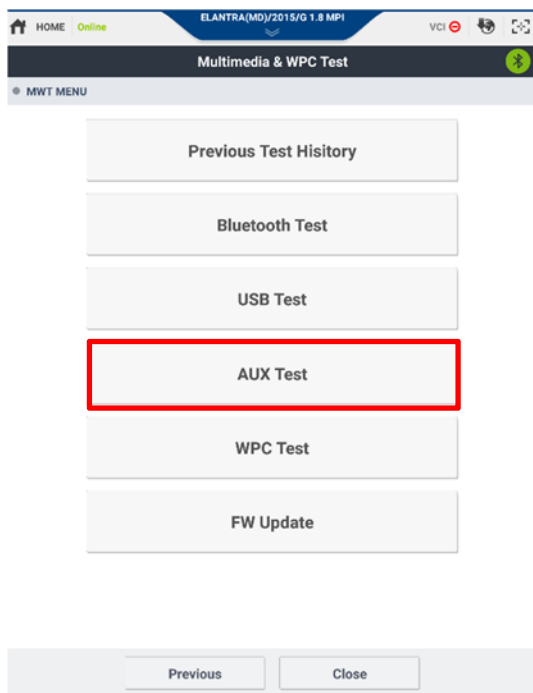 HOME Online ELANTRA(MD)/2015/G 1.8 MPI VCI
Multimedia & WPC Test
MWT MENU
Previous Test Hisitory
Bluetooth Test
USB Test
AUX Test
WPC Test
FW Update
Previous Close